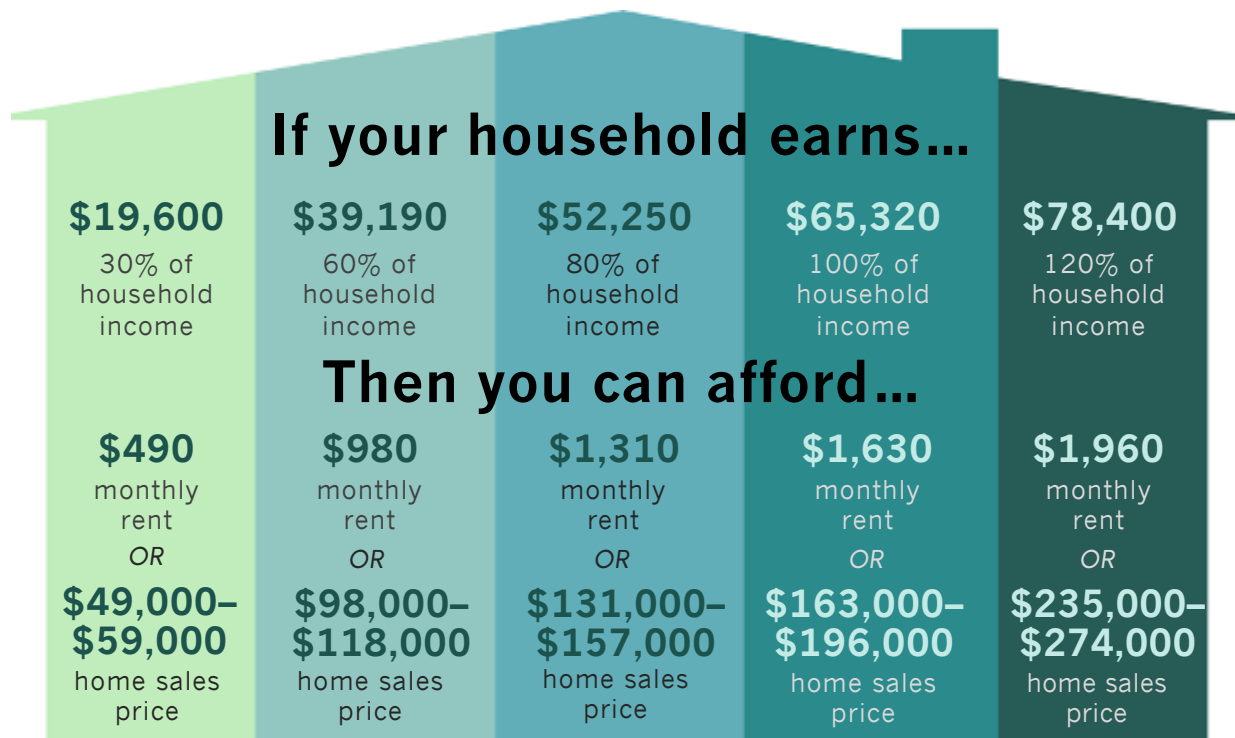 If your household earns...
$19,600
30% of
household
income
$39,190
60% of
household
income
$52,250
80% of
household
income
$65,320
100% of
household
income
$78,400
120% of
household
income
Then you can afford...
$490
monthly
rent
OR
$49,000–
$59,000
home sales
price
$980
monthly
rent
OR
$98,000–
$118,000
home sales
price
$1,310
monthly
rent
OR
$131,000–
$157,000
home sales
price
$1,630
monthly
rent
OR
$163,000–
$196,000
home sales
price
$1,960
monthly
rent
OR
$235,000–
$274,000
home sales
price